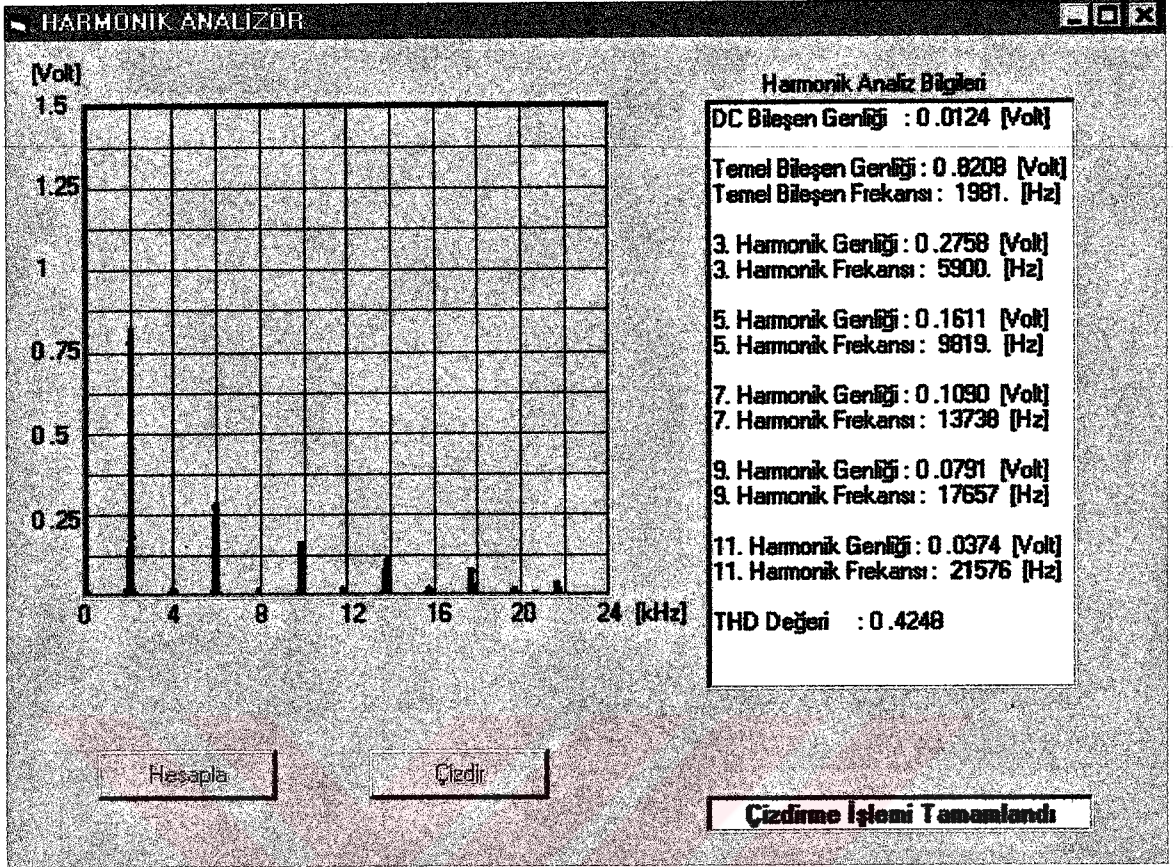 HARMONİK ANALİZÖR
[Volt]
1.5
1.25
1
0.75
0.5
0.25
0 4 8 12 16 20 24 [kHz]
Harmonik Analiz Bilgileri
DC Bileşen Genliği : 0.0124 [Volt]
Temel Bileşen Genliği : 0.8208 [Volt]
Temel Bileşen Frekansı : 1981. [Hz]
3. Harmonik Genliği : 0.2758 [Volt]
3. Harmonik Frekansı : 5900. [Hz]
5. Harmonik Genliği : 0.1611 [Volt]
5. Harmonik Frekansı : 9819. [Hz]
7. Harmonik Genliği : 0.1090 [Volt]
7. Harmonik Frekansı : 13738 [Hz]
9. Harmonik Genliği : 0.0791 [Volt]
9. Harmonik Frekansı : 17657 [Hz]
11. Harmonik Genliği : 0.0374 [Volt]
11. Harmonik Frekansı : 21576 [Hz]
THD Değeri : 0.4248
Hesapla
Çizdir
Çizdirme İşlemi Tamamlandı